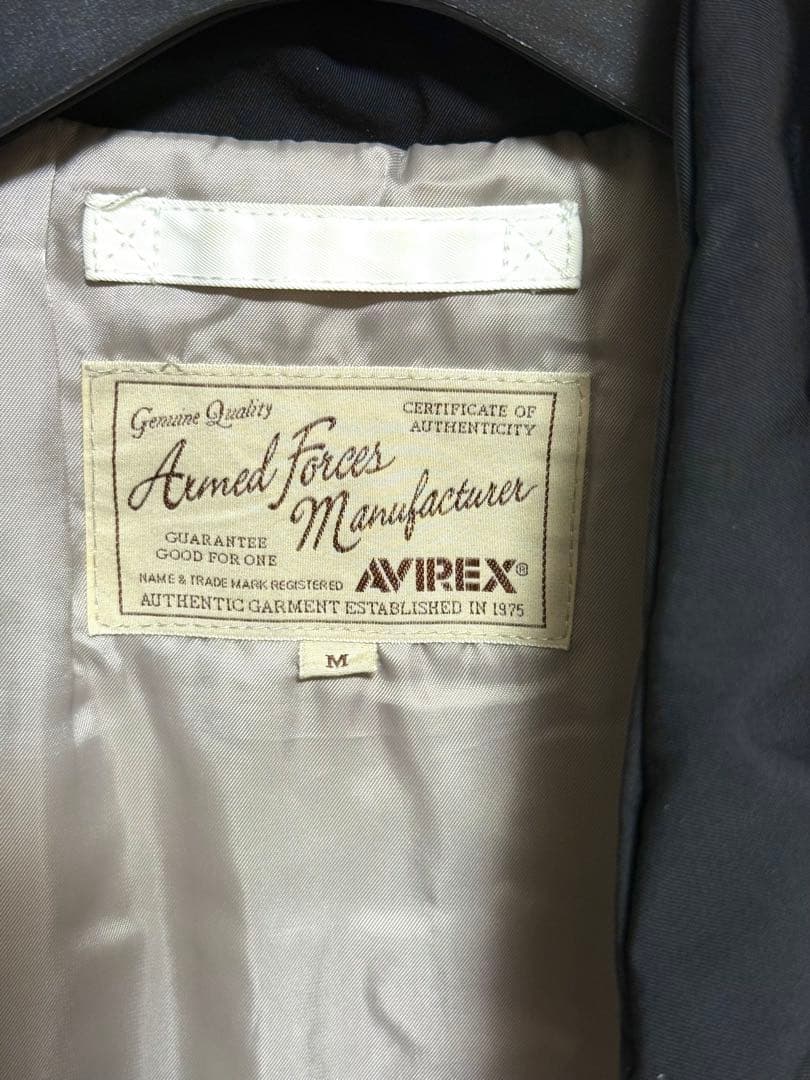 Genuine Quality
CERTIFICATE OF
AUTHENTICITY
Armed Forces
Manufacturer
GUARANTEE
GOOD FOR ONE
NAME & TRADE MARK REGISTERED
AVIREX®
AUTHENTIC GARMENT ESTABLISHED IN 1975
M